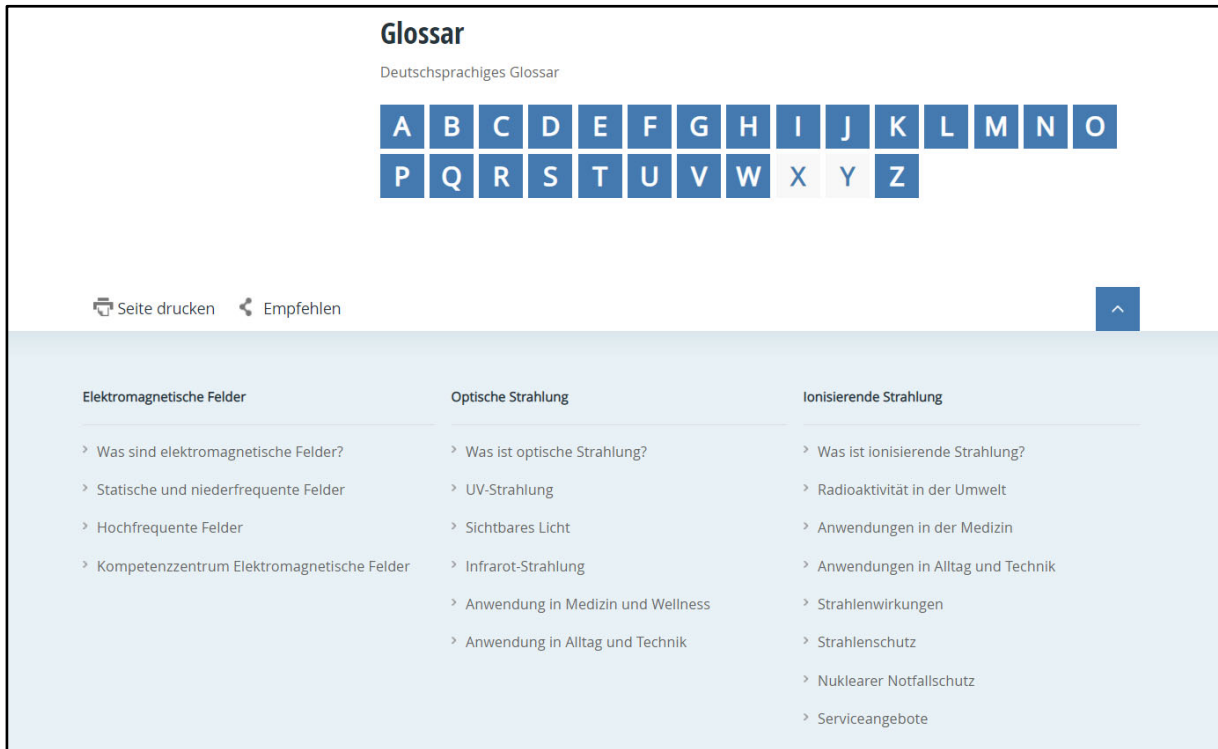 Glossar
Deutschsprachiges Glossar
A B C D E F G H I J K L M N O
P Q R S T U V W X Y Z
Seite drucken Empfehlen
Elektromagnetische Felder
Was sind elektromagnetische Felder?
Statische und niederfrequente Felder
Hochfrequente Felder
Kompetenzzentrum Elektromagnetische Felder
Optische Strahlung
Was ist optische Strahlung?
UV-Strahlung
Sichtbares Licht
Infrarot-Strahlung
Anwendung in Medizin und Wellness
Anwendung in Alltag und Technik
Ionisierende Strahlung
Was ist ionisierende Strahlung?
Radioaktivität in der Umwelt
Anwendungen in der Medizin
Anwendungen in Alltag und Technik
Strahlenwirkungen
Strahlenschutz
Nuklearer Notfallschutz
Serviceangebote